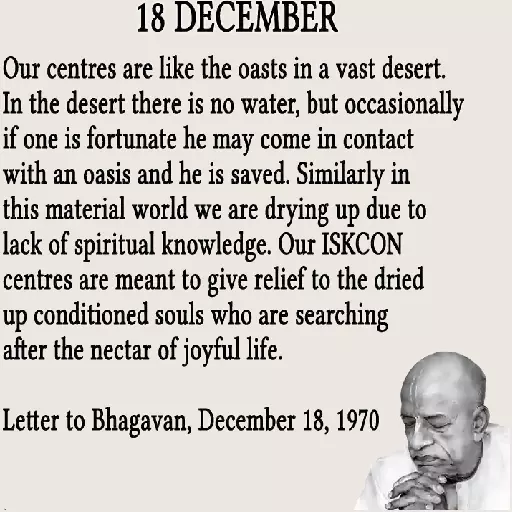 18 DECEMBER
Our centres are like the oasts in a vast desert.
In the desert there is no water, but occasionally
if one is fortunate he may come in contact
with an oasis and he is saved. Similarly in
this material world we are drying up due to
lack of spiritual knowledge. Our ISKCON
centres are meant to give relief to the dried
up conditioned souls who are searching
after the nectar of joyful life.
Letter to Bhagavan, December 18, 1970